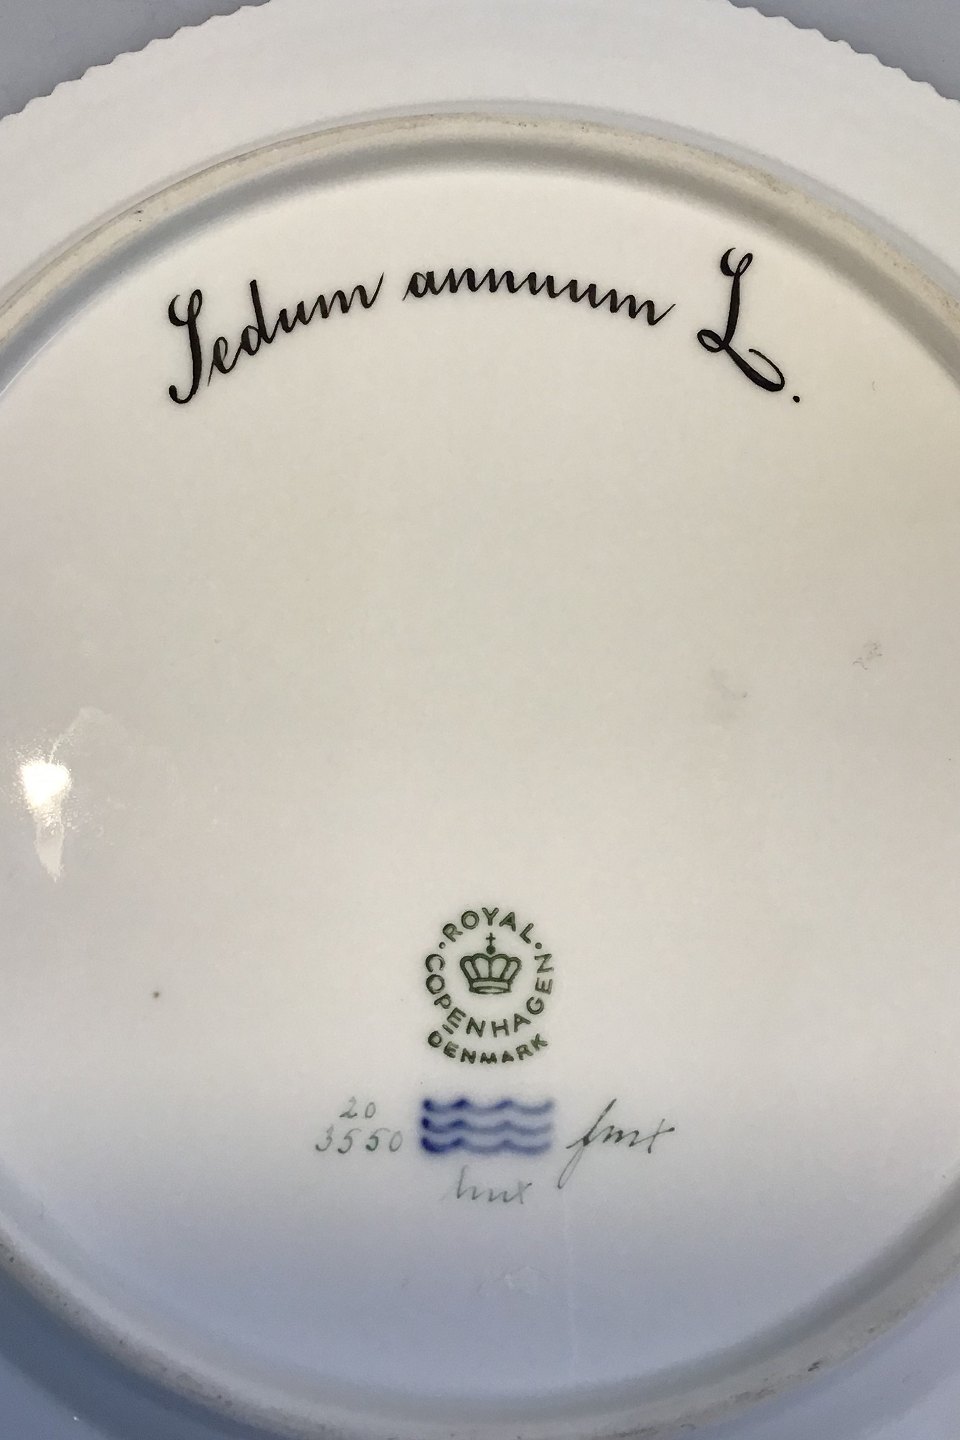 Sedum annuum L.
ROYAL
COPENHAGEN
DENMARK
20
3550